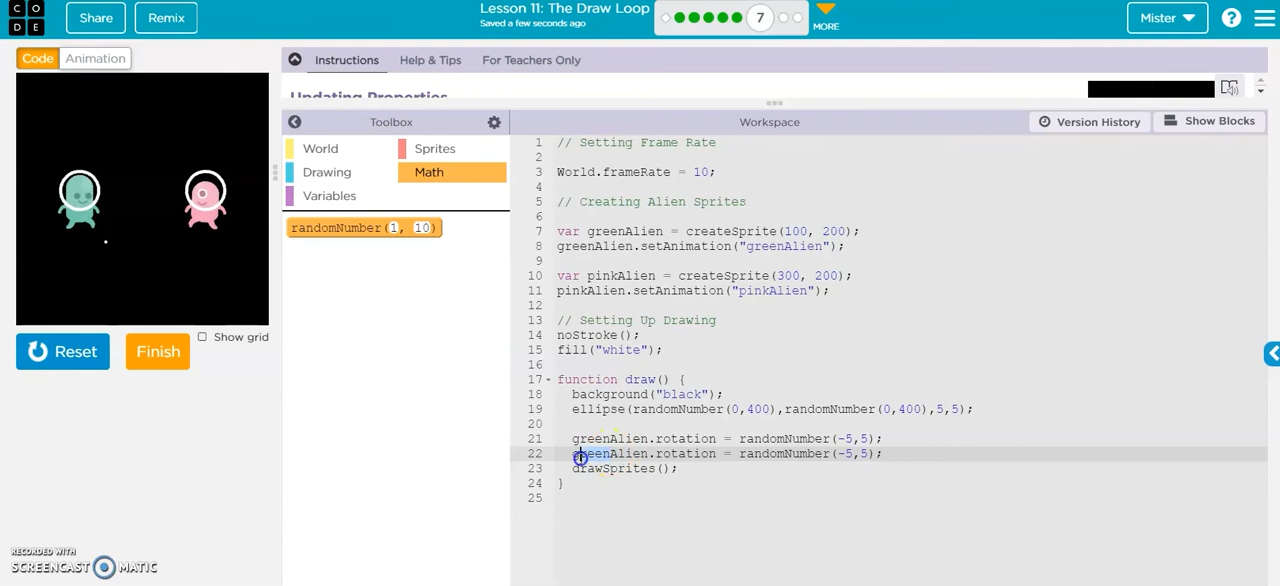 CO
DE
Share
Remix
Lesson 11: The Draw Loop
Saved a few seconds ago
7
MORE
Mister
?
Code
Animation
Instructions
Help & Tips
For Teachers Only
Updating Properties
Toolbox
Workspace
Version History
Show Blocks
World
Sprites
Drawing
Math
Variables
randomNumber(1, 10)
Reset
Finish
Show grid
1 // Setting Frame Rate
2
3 World.frameRate = 10;
4
5 // Creating Alien Sprites
6
7 var greenAlien = createSprite(100, 200);
8 greenAlien.setAnimation("greenAlien");
9
10 var pinkAlien = createSprite(300, 200);
11 pinkAlien.setAnimation("pinkAlien");
12
13 // Setting Up Drawing
14 noStroke();
15 fill("white");
16
17 function draw() {
18 background("black");
19 ellipse(randomNumber(0,400),randomNumber(0,400),5,5);
20
21 greenAlien.rotation = randomNumber(-5,5);
22 greenAlien.rotation = randomNumber(-5,5);
23 drawSprites();
24 }
25
RECORDED WITH
SCREENCAST MATIC